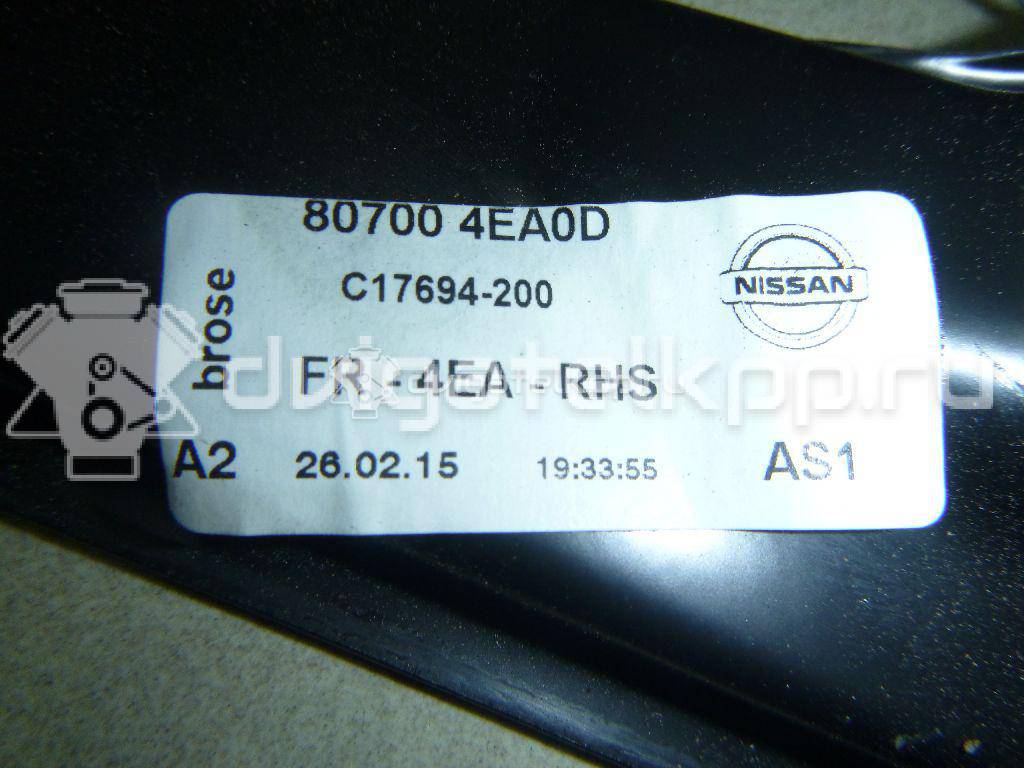 80700 4EA0D
C17694-200
NISSAN
brose
FR - 4EA - RHS
dvigatelkpp.ru
A2
26.02.15
19:33:55
AS1